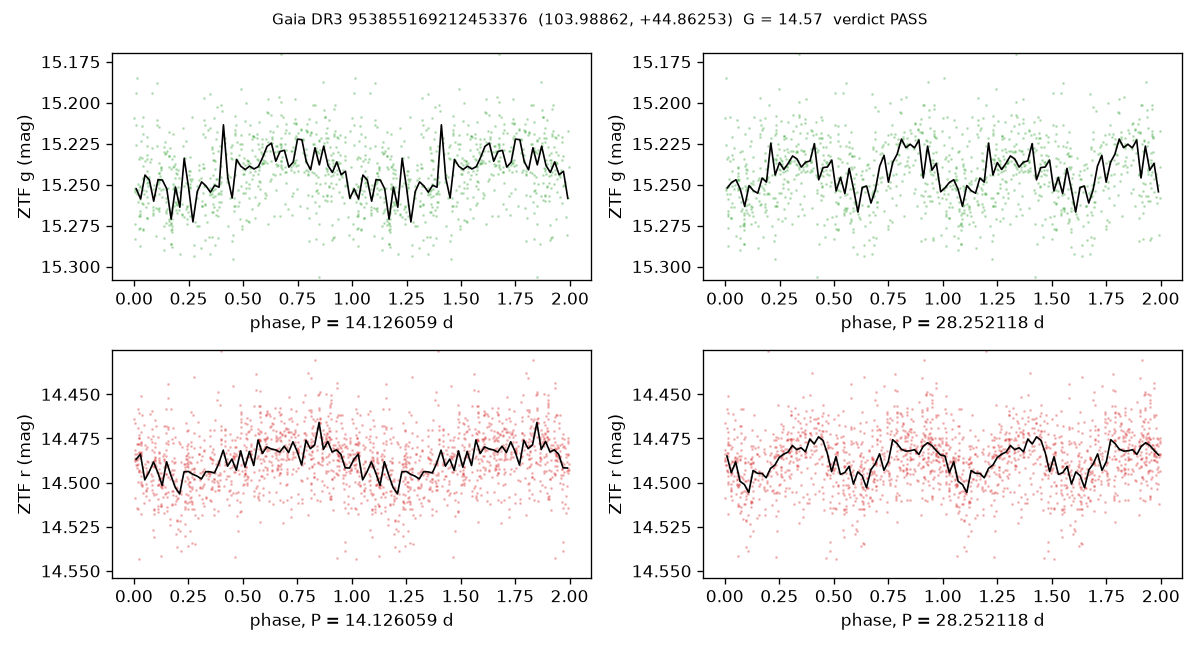 Gaia DR3 953855169212453376  (103.98862, +44.86253)  G = 14.57  verdict PASS
ZTF g (mag)
15.175
15.200
15.225
15.250
15.275
15.300
0.00 0.25 0.50 0.75 1.00 1.25 1.50 1.75 2.00
phase, P = 14.126059 d
ZTF g (mag)
15.175
15.200
15.225
15.250
15.275
15.300
0.00 0.25 0.50 0.75 1.00 1.25 1.50 1.75 2.00
phase, P = 28.252118 d
ZTF r (mag)
14.450
14.475
14.500
14.525
14.550
0.00 0.25 0.50 0.75 1.00 1.25 1.50 1.75 2.00
phase, P = 14.126059 d
ZTF r (mag)
14.450
14.475
14.500
14.525
14.550
0.00 0.25 0.50 0.75 1.00 1.25 1.50 1.75 2.00
phase, P = 28.252118 d